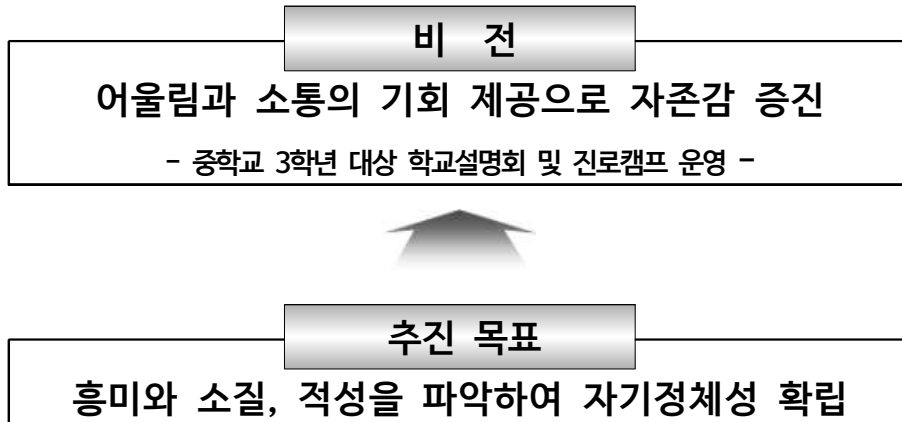 비 전
어울림과 소통의 기회 제공으로 자존감 증진
- 중학교 3학년 대상 학교설명회 및 진로캠프 운영 -
추진 목표
흥미와 소질, 적성을 파악하여 자기정체성 확립